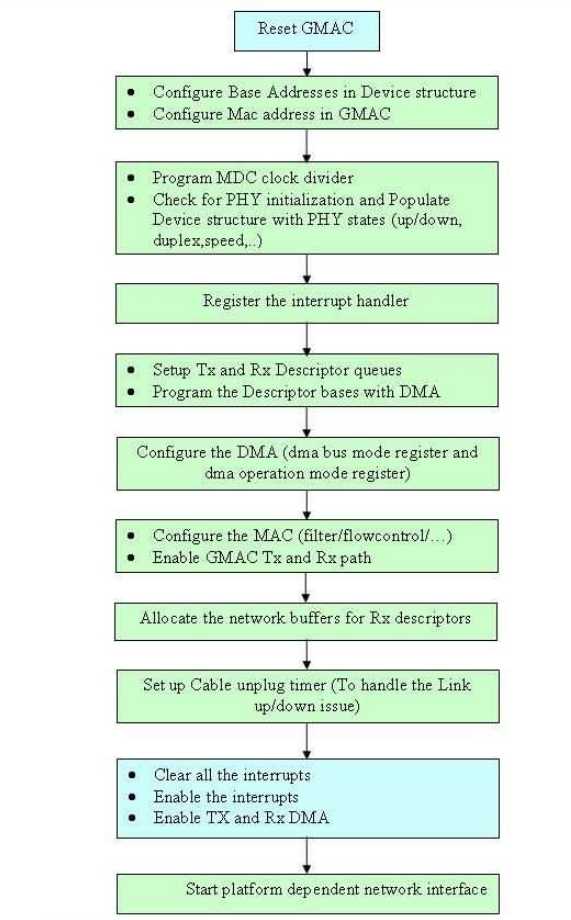 Reset GMAC
• Configure Base Addresses in Device structure
• Configure Mac address in GMAC
• Program MDC clock divider
• Check for PHY initialization and Populate
Device structure with PHY states (up/down,
duplex,speed,..)
Register the interrupt handler
• Setup Tx and Rx Descriptor queues
• Program the Descriptor bases with DMA
Configure the DMA (dma bus mode register and
dma operation mode register)
• Configure the MAC (filter/flowcontrol/…)
• Enable GMAC Tx and Rx path
Allocate the network buffers for Rx descriptors
Set up Cable unplug timer (To handle the Link
up/down issue)
• Clear all the interrupts
• Enable the interrupts
• Enable TX and Rx DMA
Start platform dependent network interface